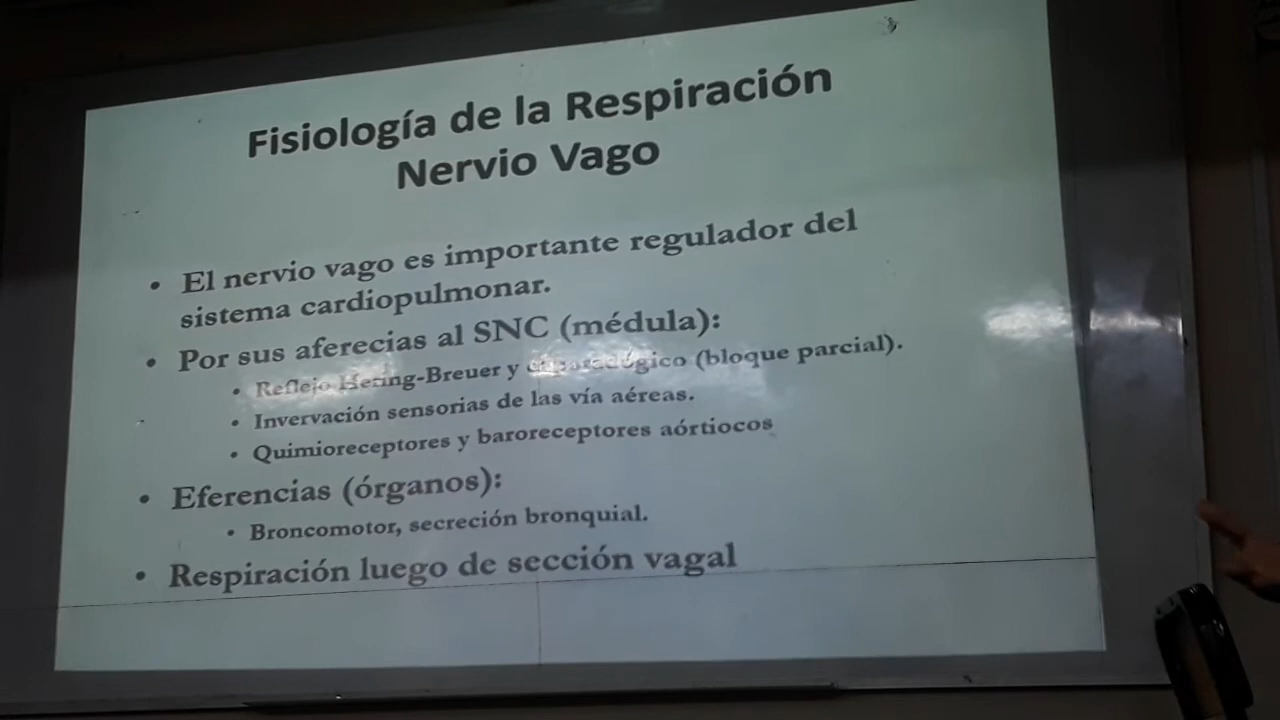 Fisiología de la Respiración
Nervio Vago
• El nervio vago es importante regulador del
sistema cardiopulmonar.
• Por sus aferecias al SNC (médula):
• Reflejo Hering-Breuer y (bloque parcial).
• Invervación sensorias de las vía aéreas.
• Quimioreceptores y baroreceptores aórtiocos
• Eferencias (órganos):
• Broncomotor, secreción bronquial.
• Respiración luego de sección vagal